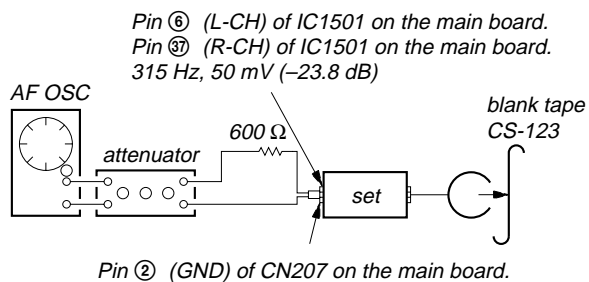 Pin ⑥ (L-CH) of IC1501 on the main board.
Pin ㊲ (R-CH) of IC1501 on the main board.
315 Hz, 50 mV (–23.8 dB)
AF OSC
blank tape
CS-123
600 Ω
attenuator
set
Pin ② (GND) of CN207 on the main board.